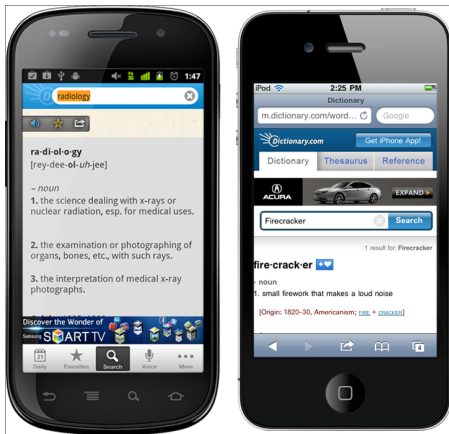 1:47
radiology
ra·di·ol·o·gy
[rey-dee-ol-uh-jee]
– noun
1. the science dealing with x-rays or
nuclear radiation, esp. for medical uses.
2. the examination or photographing of
organs, bones, etc., with such rays.
3. the interpretation of medical x-ray
photographs.
Discover the Wonder of
Samsung SMART TV
31
Daily
Favorites
Search
Voice
More
iPod
2:25 PM
Dictionary
m.dictionary.com/word...
Google
Dictionary.com
Get iPhone App!
Dictionary
Thesaurus
Reference
ACURA
EXPAND
Firecracker
Search
1 result for: Firecracker
fire·crack·er
– noun
1. small firework that makes a loud noise
[Origin: 1820–30, Americanism; FIRE + CRACKER]
4